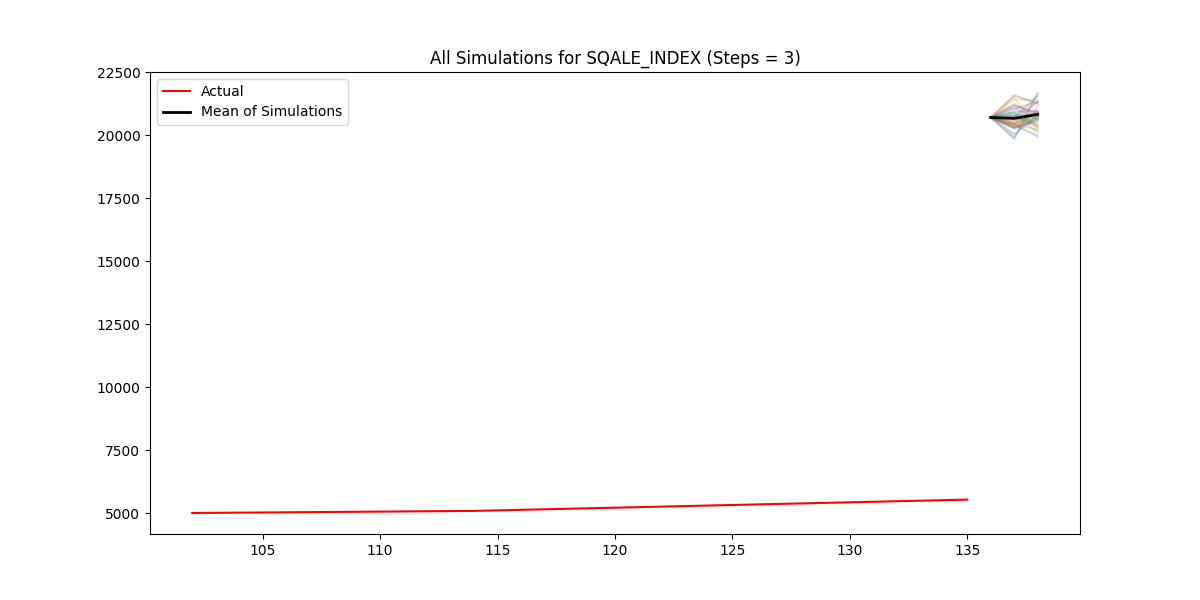 All Simulations for SQALE_INDEX (Steps = 3)
Actual
Mean of Simulations
22500
20000
17500
15000
12500
10000
7500
5000
105 110 115 120 125 130 135